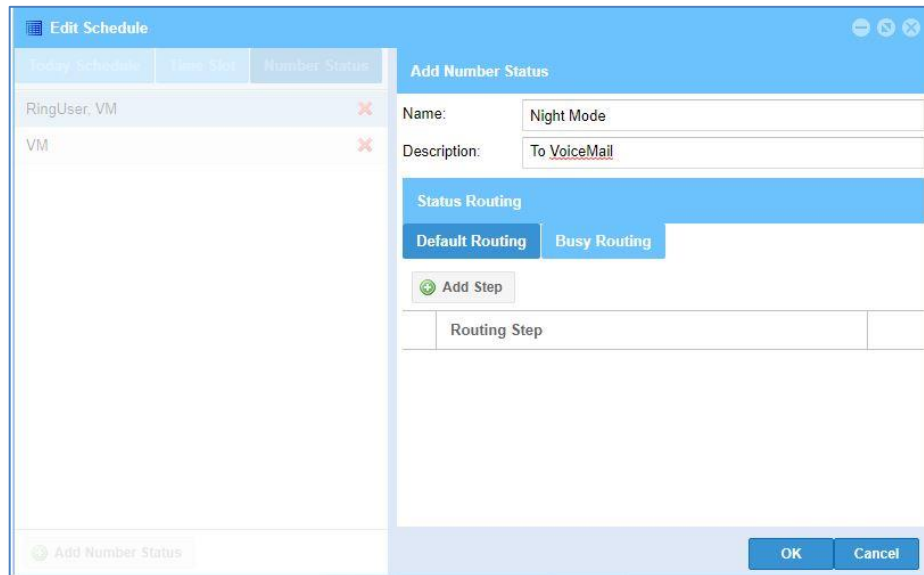 Edit Schedule
Today Schedule Time Slot Number Status
RingUser, VM
VM
Add Number Status
Add Number Status
Name: Night Mode
Description: To VoiceMail
Status Routing
Default Routing Busy Routing
Add Step
Routing Step
OK Cancel